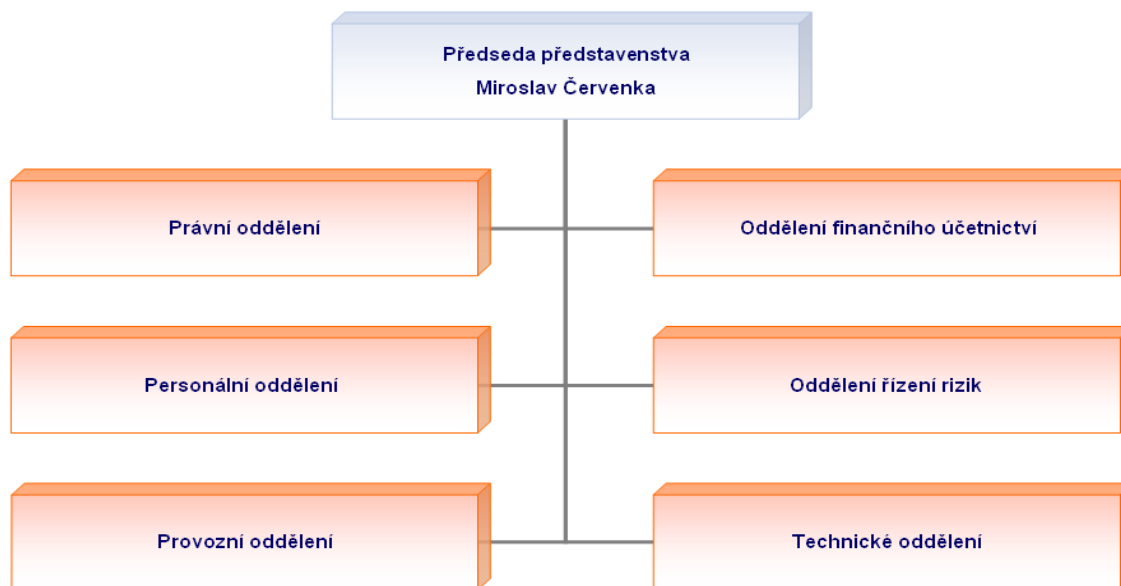 Předseda představenstva
Miroslav Červenka
Právní oddělení
Oddělení finančního účetnictví
Personální oddělení
Oddělení řízení rizik
Provozní oddělení
Technické oddělení